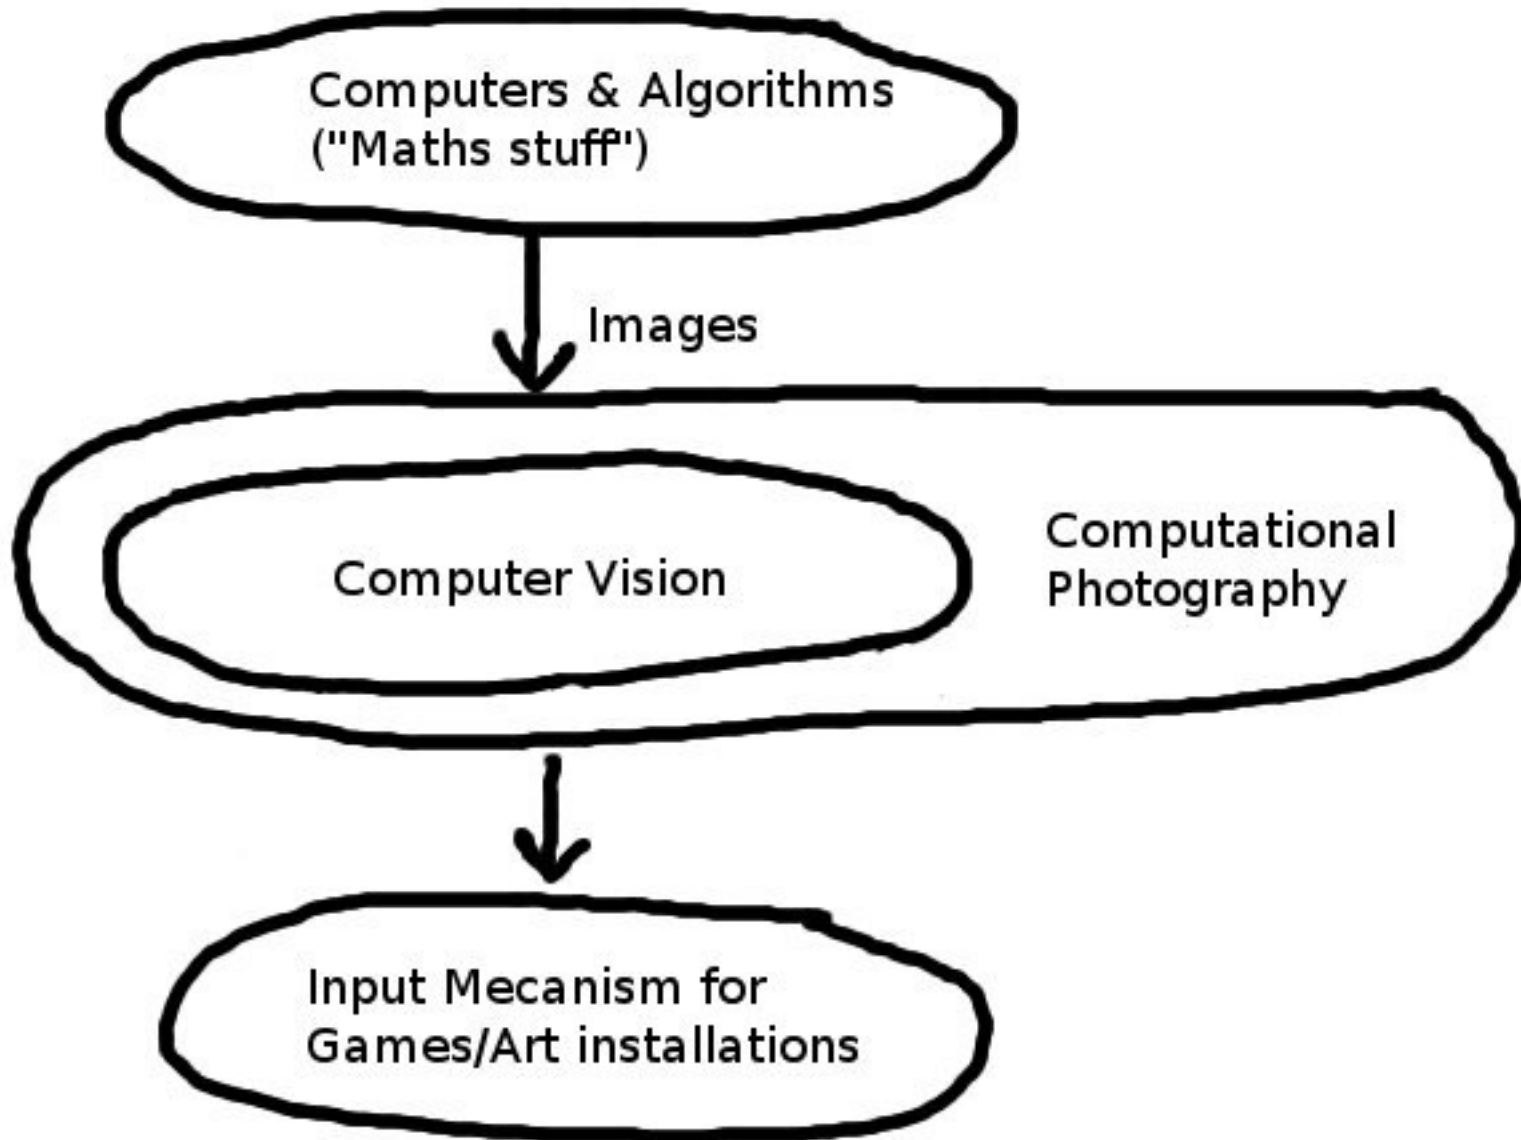 Computers & Algorithms
("Maths stuff")
Images
Computer Vision
Computational
Photography
Input Mecanism for
Games/Art installations